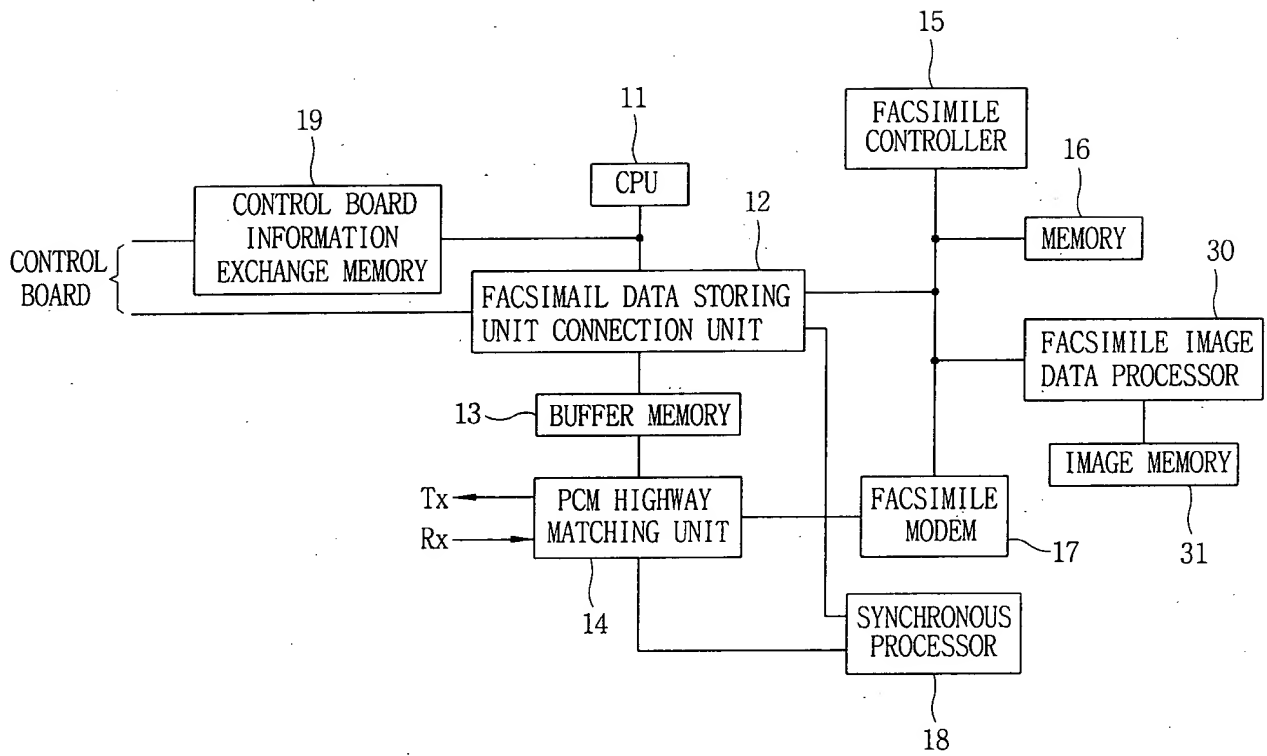 15
FACSIMILE
CONTROLLER
11
CPU
19
CONTROL BOARD
INFORMATION
EXCHANGE MEMORY
12
16
MEMORY
CONTROL
BOARD
FACSIMAIL DATA STORING
UNIT CONNECTION UNIT
30
FACSIMILE IMAGE
DATA PROCESSOR
13
BUFFER MEMORY
IMAGE MEMORY
31
Tx
Rx
PCM HIGHWAY
MATCHING UNIT
14
FACSIMILE
MODEM
17
SYNCHRONOUS
PROCESSOR
18